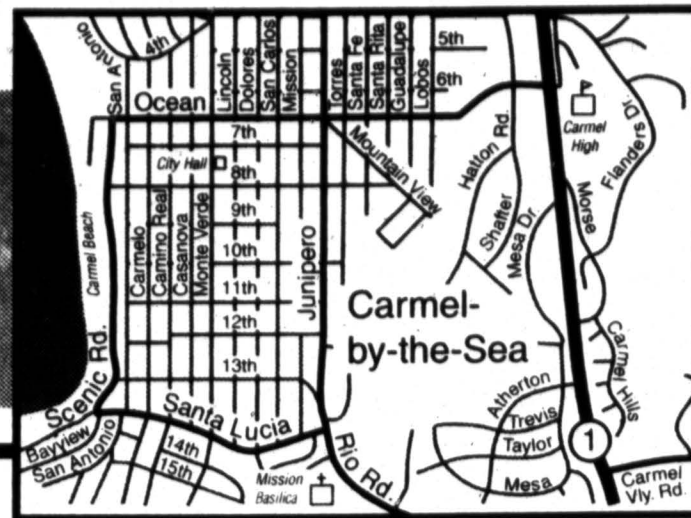 San Antonio
4th
Lincoln
Dolores
San Carlos
Mission
Torres
Santa Fe
Santa Rita
Guadalupe
Lobos
5th
6th
Ocean
7th
City Hall
8th
Mountain View
Hatton Rd.
Carmel
High
Flanders Dr.
Morse
Shafter
Mesa Dr.
Carmel Beach
Carmelo
Camino Real
Casanova
Monte Verde
9th
10th
11th
12th
13th
Junipero
Carmel-
by-the-Sea
Carmel Hills
Scenic Rd.
Santa Lucia
Rio Rd.
Atherton
Trevis
Taylor
Mesa
1
Bayview
San Antonio
14th
15th
Mission
Basilica
Carmel
Vly. Rd.